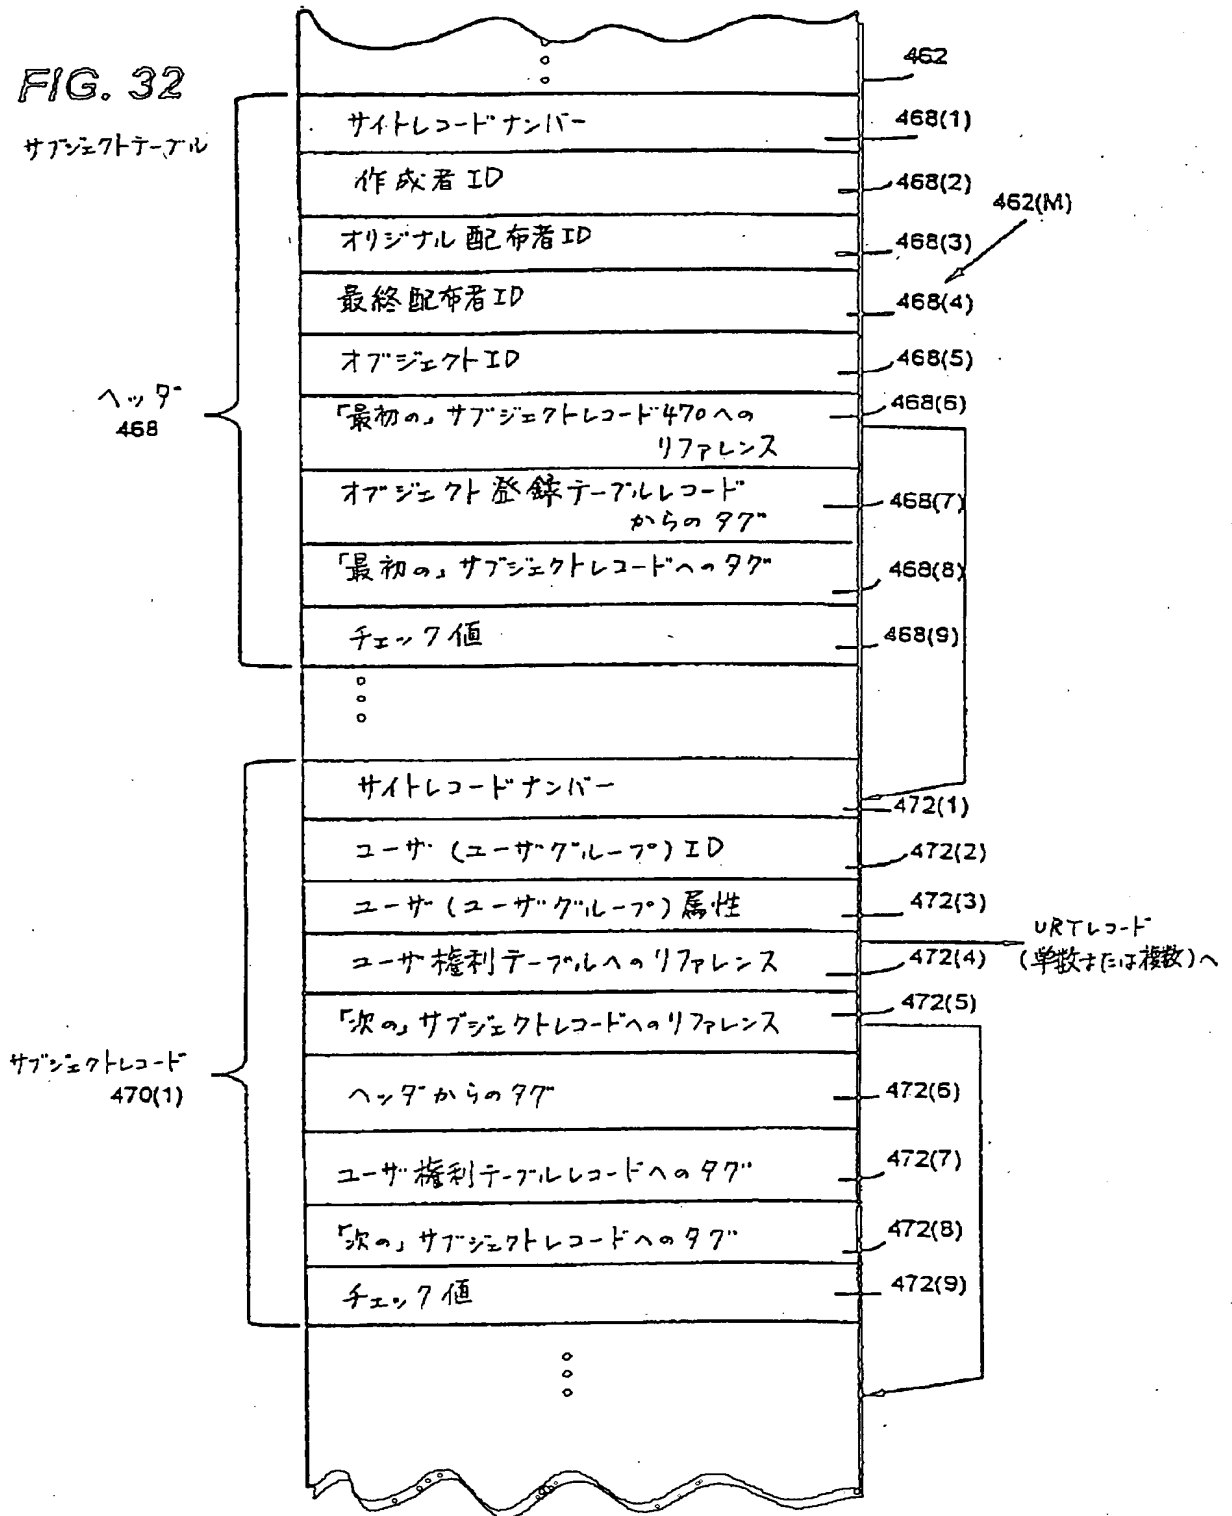 FIG. 32
サブジェクトテーブル
462
サイトレコードナンバー
468(1)
作成者ID
468(2)
462(M)
オリジナル配布者ID
468(3)
最終配布者ID
468(4)
オブジェクトID
468(5)
ヘッダ
468
「最初の」サブジェクトレコード470への
リファレンス
468(6)
オブジェクト登録テーブルレコード
からのタグ
468(7)
「最初の」サブジェクトレコードへのタグ
468(8)
チェック値
468(9)
サイトレコードナンバー
472(1)
ユーザ(ユーザグループ)ID
472(2)
ユーザ(ユーザグループ)属性
472(3)
URTレコード
(単数または複数)へ
ユーザ権利テーブルへのリファレンス
472(4)
「次の」サブジェクトレコードへのリファレンス
472(5)
サブジェクトレコード
470(1)
ヘッダからのタグ
472(6)
ユーザ権利テーブルレコードへのタグ
472(7)
「次の」サブジェクトレコードへのタグ
472(8)
チェック値
472(9)